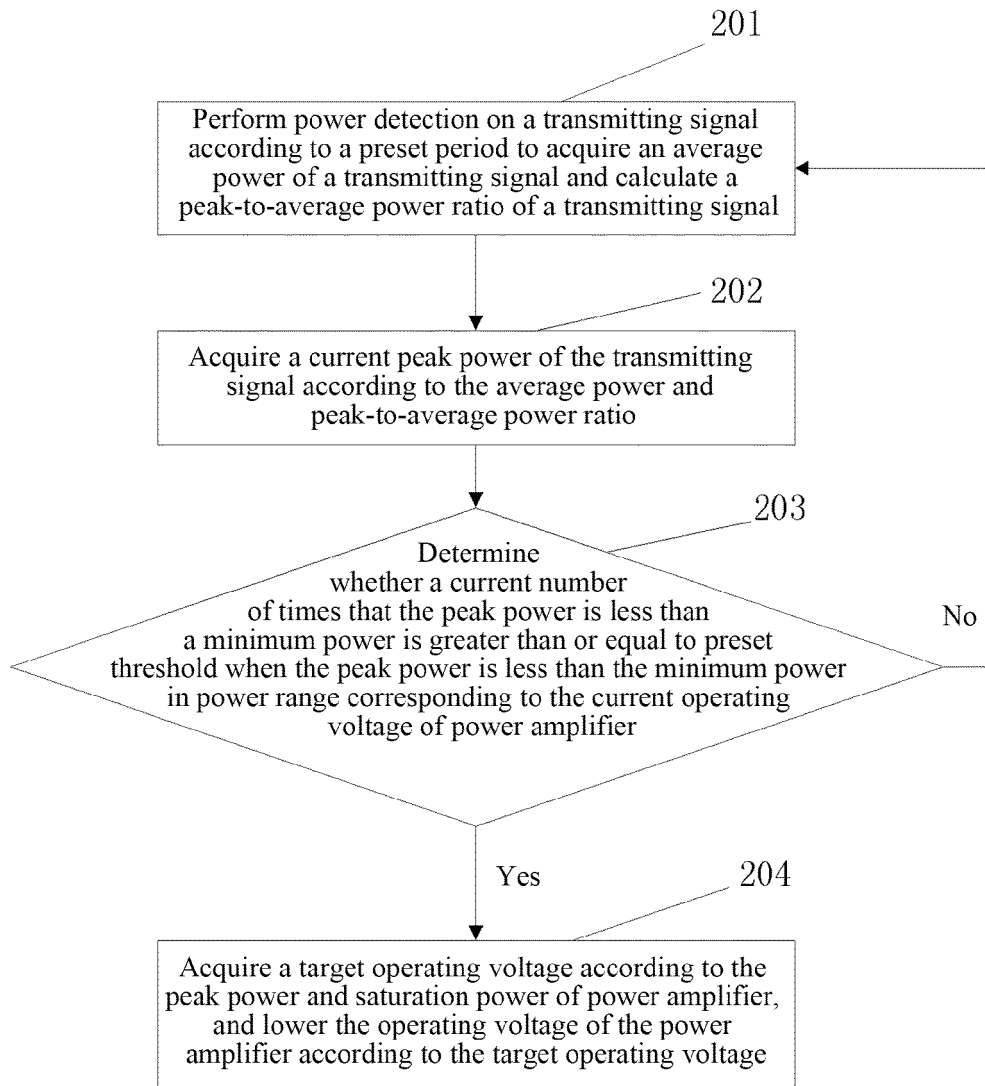 201
Perform power detection on a transmitting signal
according to a preset period to acquire an average
power of a transmitting signal and calculate a
peak-to-average power ratio of a transmitting signal
202
Acquire a current peak power of the transmitting
signal according to the average power and
peak-to-average power ratio
203
Determine
whether a current number
of times that the peak power is less than
a minimum power is greater than or equal to preset
threshold when the peak power is less than the minimum power
in power range corresponding to the current operating
voltage of power amplifier
No
Yes
204
Acquire a target operating voltage according to the
peak power and saturation power of power amplifier,
and lower the operating voltage of the power
amplifier according to the target operating voltage